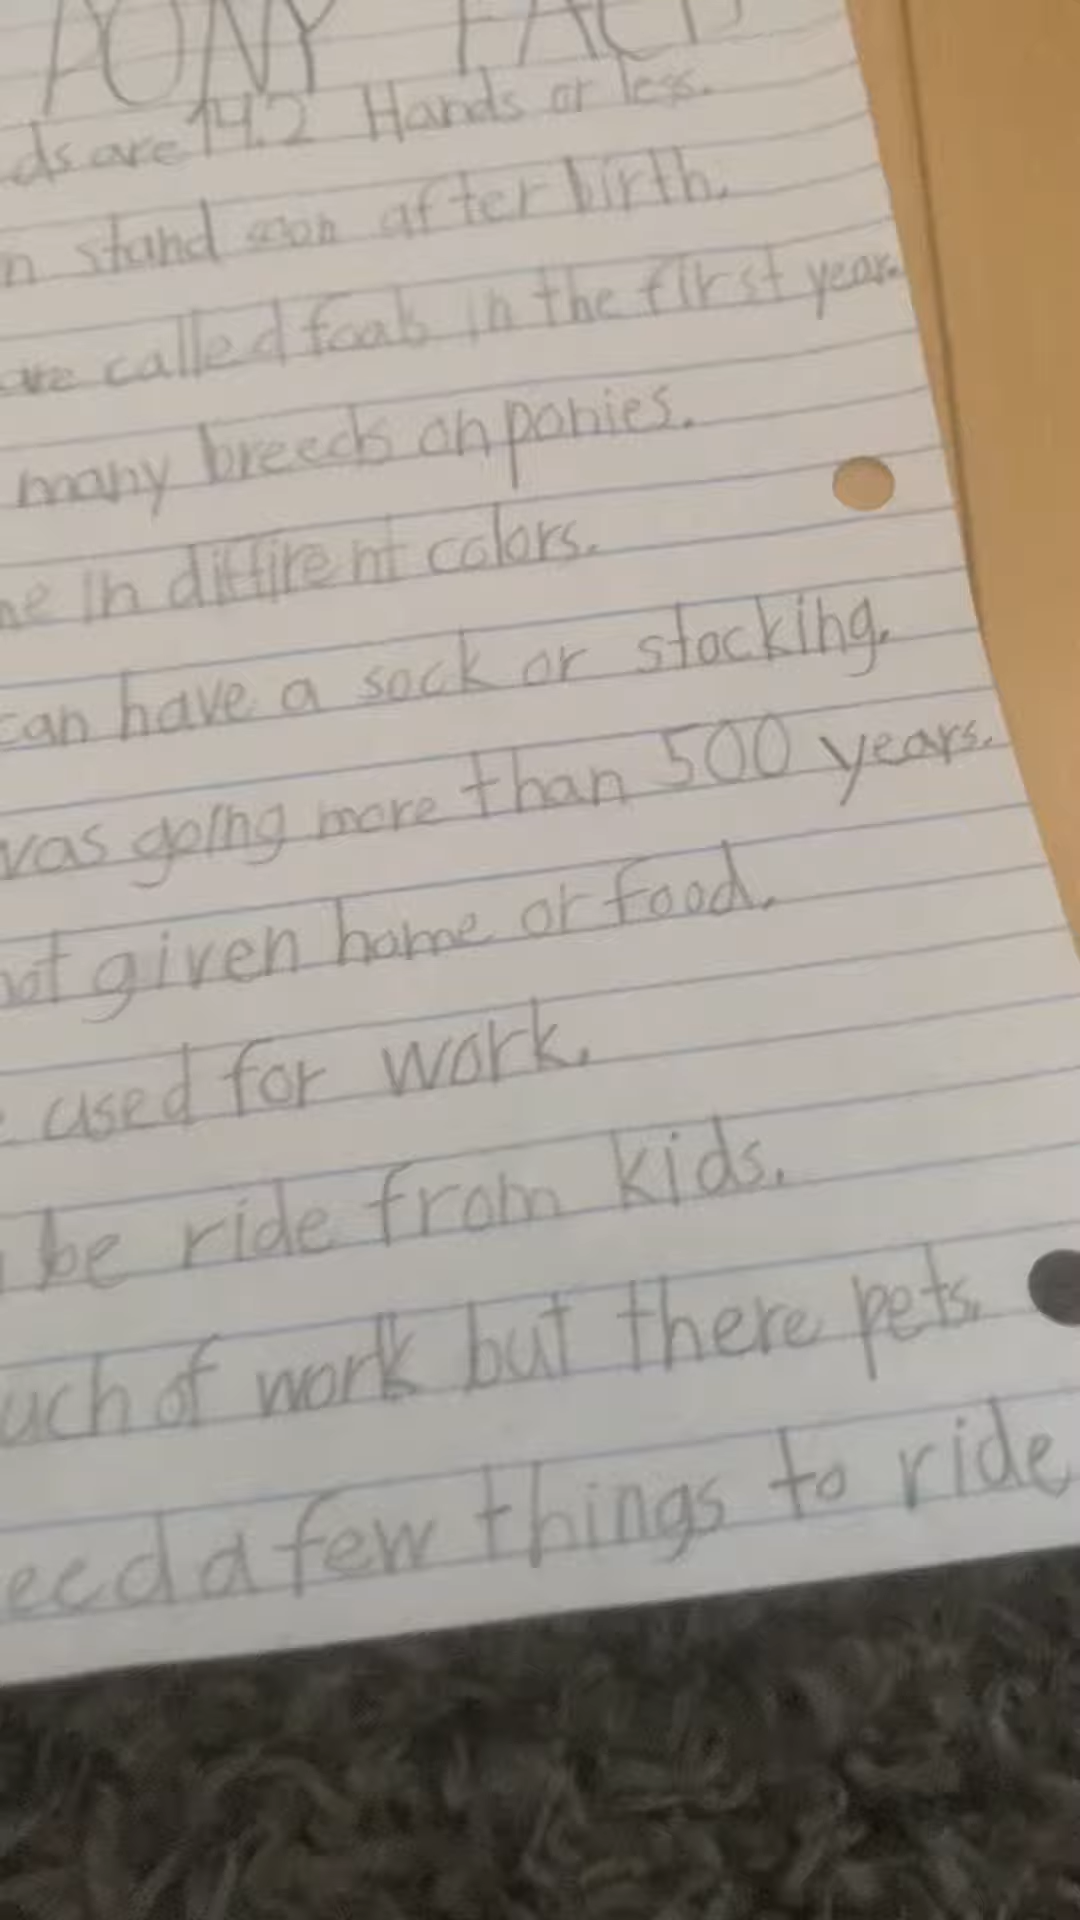 PONY FACTS
ds are 14.2 Hands or less.
n stand soon after birth.
are called foals in the first year.
many breeds on ponies.
me in diffirent colors.
can have a sock or stocking.
was going more than 500 years.
not given home or food.
used for work.
be ride from kids.
uch of work but there pets.
eed a few things to ride